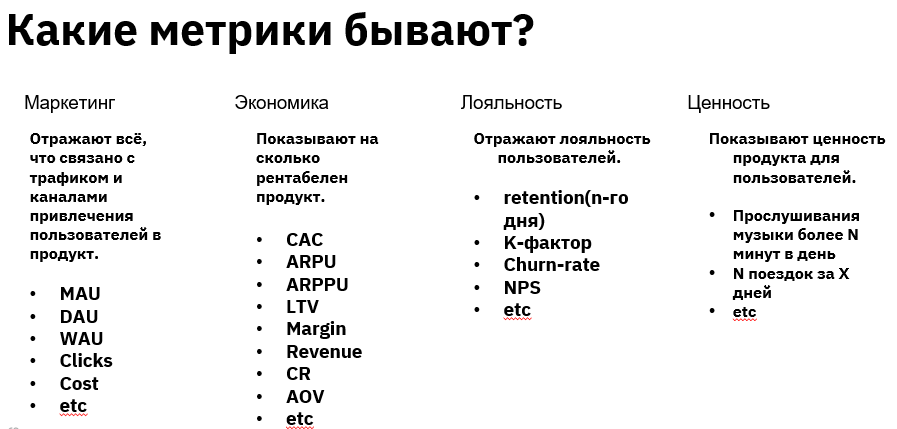 Какие метрики бывают?
Маркетинг
Отражают всё,
что связано с
трафиком и
каналами
привлечения
пользователей в
продукт.
• MAU
• DAU
• WAU
• Clicks
• Cost
• etc
Экономика
Показывают на
сколько
рентабелен
продукт.
• CAC
• ARPU
• ARPPU
• LTV
• Margin
• Revenue
• CR
• AOV
• etc
Лояльность
Отражают лояльность
пользователей.
• retention(n-го
дня)
• K-фактор
• Churn-rate
• NPS
• etc
Ценность
Показывают ценность
продукта для
пользователей.
• Прослушивания
музыки более N
минут в день
• N поездок за X
дней
• etc